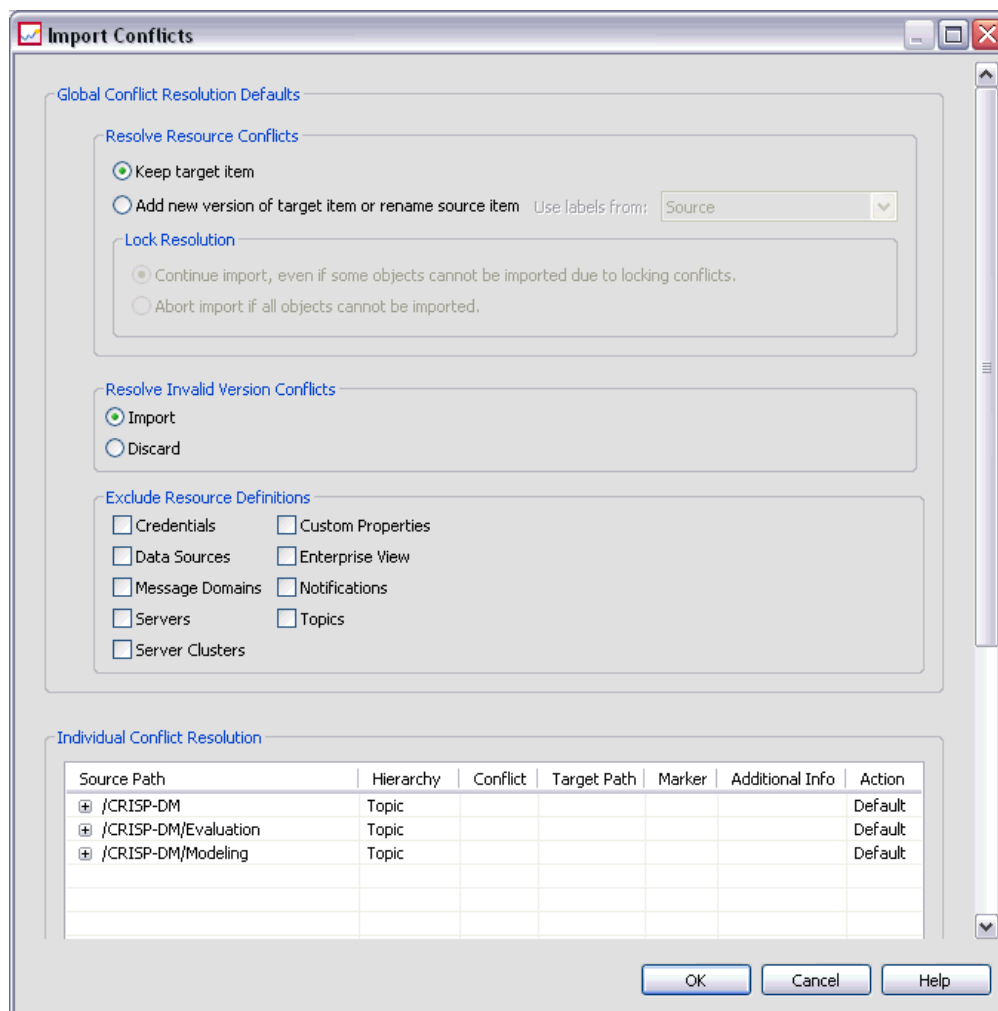 Import Conflicts
Global Conflict Resolution Defaults
Resolve Resource Conflicts
Keep target item
Add new version of target item or rename source item Use labels from: Source
Lock Resolution
Continue import, even if some objects cannot be imported due to locking conflicts.
Abort import if all objects cannot be imported.
Resolve Invalid Version Conflicts
Import
Discard
Exclude Resource Definitions
Credentials Custom Properties
Data Sources Enterprise View
Message Domains Notifications
Servers Topics
Server Clusters
Individual Conflict Resolution
Source Path Hierarchy Conflict Target Path Marker Additional Info Action
/CRISP-DM Topic Default
/CRISP-DM/Evaluation Topic Default
/CRISP-DM/Modeling Topic Default
OK Cancel Help